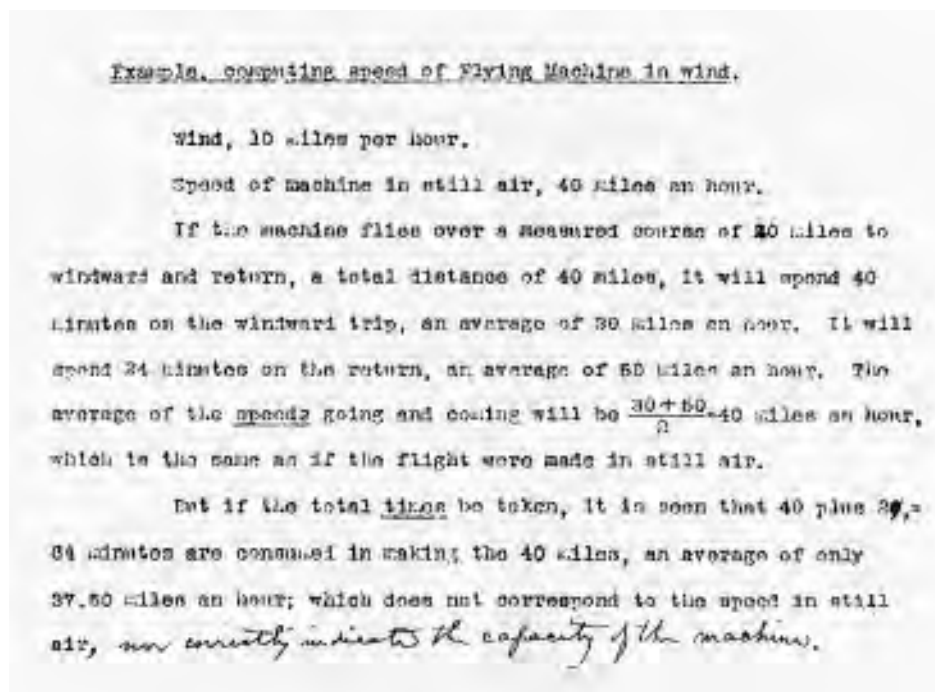 Example, computing speed of Flying Machine in wind.
Wind, 10 miles per hour.
Speed of machine in still air, 40 miles an hour.
If the machine flies over a measured course of 20 miles to
windward and return, a total distance of 40 miles, it will spend 40
minutes on the windward trip, an average of 30 miles an hour. It will
spend 24 minutes on the return, an average of 50 miles an hour. The
average of the speeds going and coming will be 30+50/2=40 miles an hour,
which is the same as if the flight were made in still air.
But if the total times be taken, it is seen that 40 plus 24,=
64 minutes are consumed in making the 40 miles, an average of only
37.50 miles an hour; which does not correspond to the speed in still
air, nor correctly indicate the capacity of the machine.